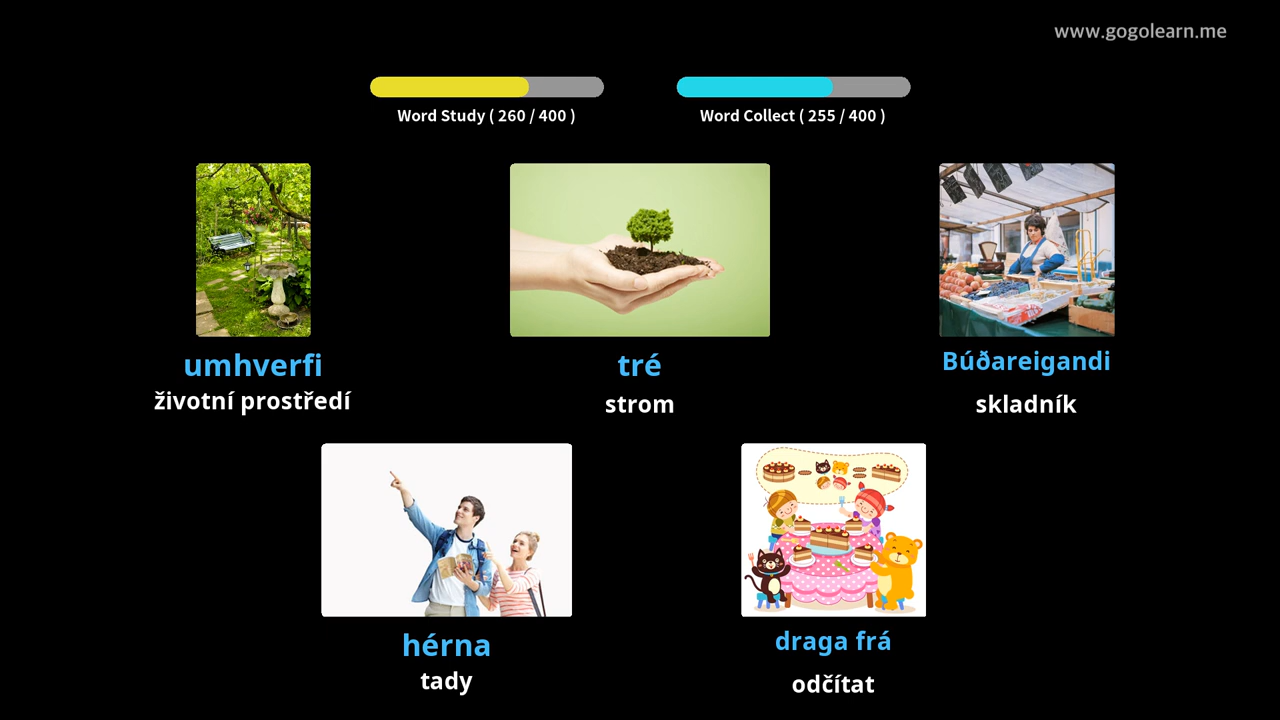 www.gogolearn.me
Word Study ( 260 / 400 )
Word Collect ( 255 / 400 )
umhverfi
životní prostředí
tré
strom
Búðareigandi
skladník
hérna
tady
draga frá
odčítat